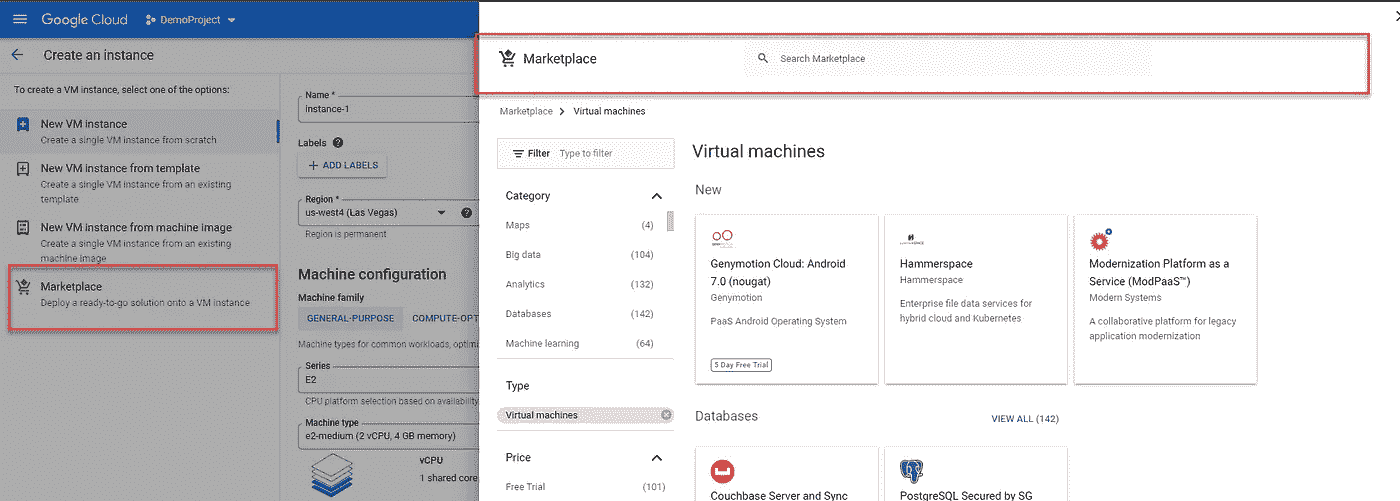 Google Cloud
DemoProject
Create an instance
To create a VM instance, select one of the options:
New VM instance
Create a single VM instance from scratch
New VM instance from template
Create a single VM instance from an existing
template
New VM instance from machine image
Create a single VM instance from an existing
machine image
Marketplace
Deploy a ready-to-go solution onto a VM instance
Name *
instance-1
Labels
+ ADD LABELS
Region *
us-west4 (Las Vegas)
Region is permanent
Machine configuration
Machine family
GENERAL-PURPOSE
COMPUTE-OPT
Machine types for common workloads, optima
Series
E2
CPU platform selection based on availability
Machine type
e2-medium (2 vCPU, 4 GB memory)
vCPU
1 shared core
Marketplace
Search Marketplace
Marketplace > Virtual machines
Filter Type to filter
Category
Maps (4)
Big data (104)
Analytics (132)
Databases (142)
Machine learning (64)
Type
Virtual machines
Price
Free Trial (101)
Virtual machines
New
Genymotion Cloud: Android
7.0 (nougat)
Genymotion
PaaS Android Operating System
5 Day Free Trial
Hammerspace
Hammerspace
Enterprise file data services for
hybrid cloud and Kubernetes
Modernization Platform as a
Service (ModPaaS™)
Modern Systems
A collaborative platform for legacy
application modernization
Databases
VIEW ALL (142)
Couchbase Server and Sync
PostgreSQL Secured by SG